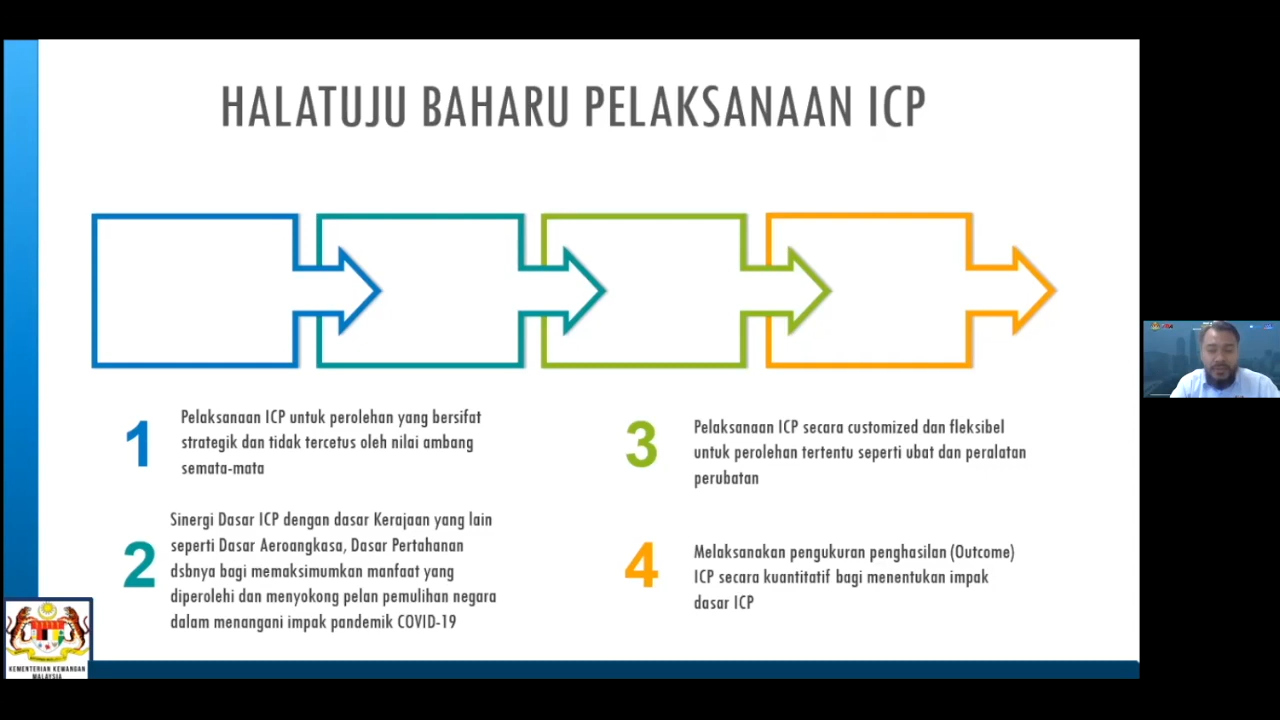 HALATUJU BAHARU PELAKSANAAN ICP
1
Pelaksanaan ICP untuk perolehan yang bersifat
strategik dan tidak tercetus oleh nilai ambang
semata-mata
2
Sinergi Dasar ICP dengan dasar Kerajaan yang lain
seperti Dasar Aeroangkasa, Dasar Pertahanan
dsbnya bagi memaksimumkan manfaat yang
diperolehi dan menyokong pelan pemulihan negara
dalam menangani impak pandemik COVID-19
3
Pelaksanaan ICP secara customized dan fleksibel
untuk perolehan tertentu seperti ubat dan peralatan
perubatan
4
Melaksanakan pengukuran penghasilan (Outcome)
ICP secara kuantitatif bagi menentukan impak
dasar ICP
KEMENTERIAN KEWANGAN
MALAYSIA